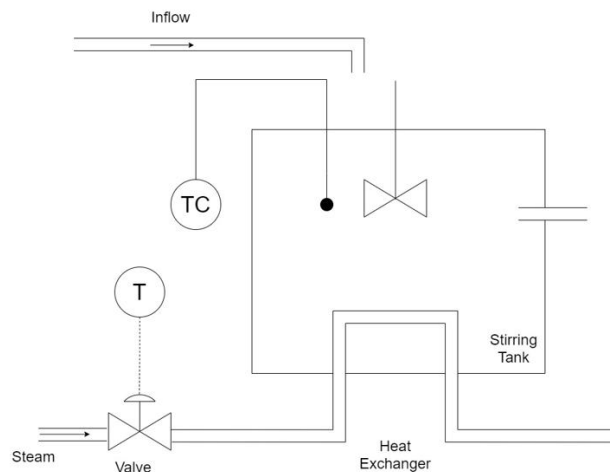 Inflow
TC
T
Stirring
Tank
Steam
Valve
Heat
Exchanger